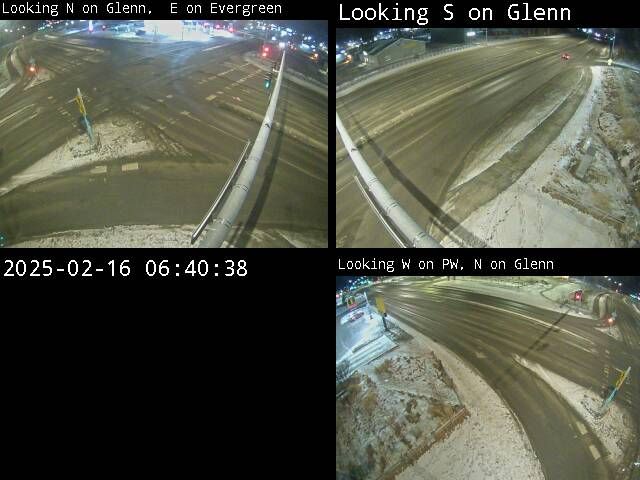 Looking N on Glenn, E on Evergreen
Looking S on Glenn
2025-02-16 06:40:38
Looking W on PW, N on Glenn